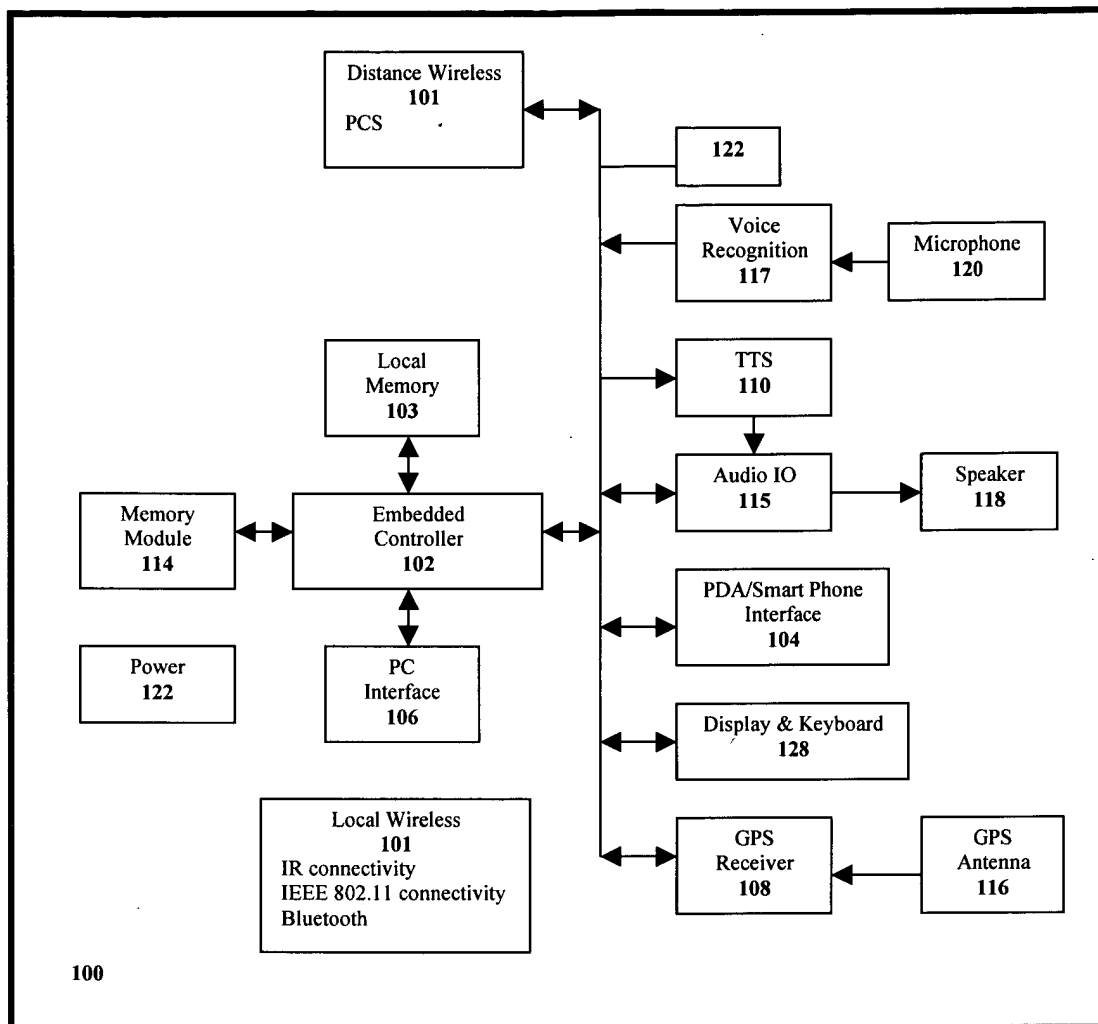 Distance Wireless
101
PCS
122
Voice
Recognition
117
Microphone
120
Local
Memory
103
TTS
110
Memory
Module
114
Embedded
Controller
102
Audio IO
115
Speaker
118
PDA/Smart Phone
Interface
104
Power
122
PC
Interface
106
Display & Keyboard
128
Local Wireless
101
IR connectivity
IEEE 802.11 connectivity
Bluetooth
GPS
Receiver
108
GPS
Antenna
116
100